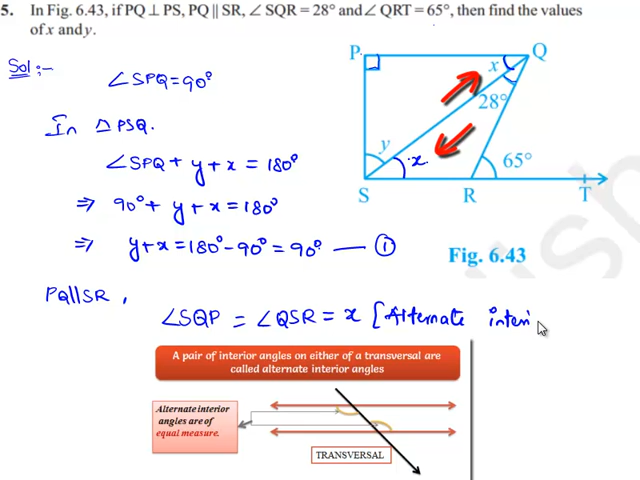 5. In Fig. 6.43, if PQ ⊥ PS, PQ || SR, ∠ SQR = 28° and ∠ QRT = 65°, then find the values
of x and y.
Sol :-
∠SPQ = 90°
In △PSQ.
∠SPQ + y + x = 180°
⇒ 90° + y + x = 180°
⇒ y + x = 180° - 90° = 90° — ①
PQ || SR ,
∠SQP = ∠QSR = x [Alternate interi
P
Q
x
28°
y
x
65°
S
R
T
Fig. 6.43
A pair of interior angles on either of a transversal are
called alternate interior angles
Alternate interior
angles are of
equal measure.
TRANSVERSAL